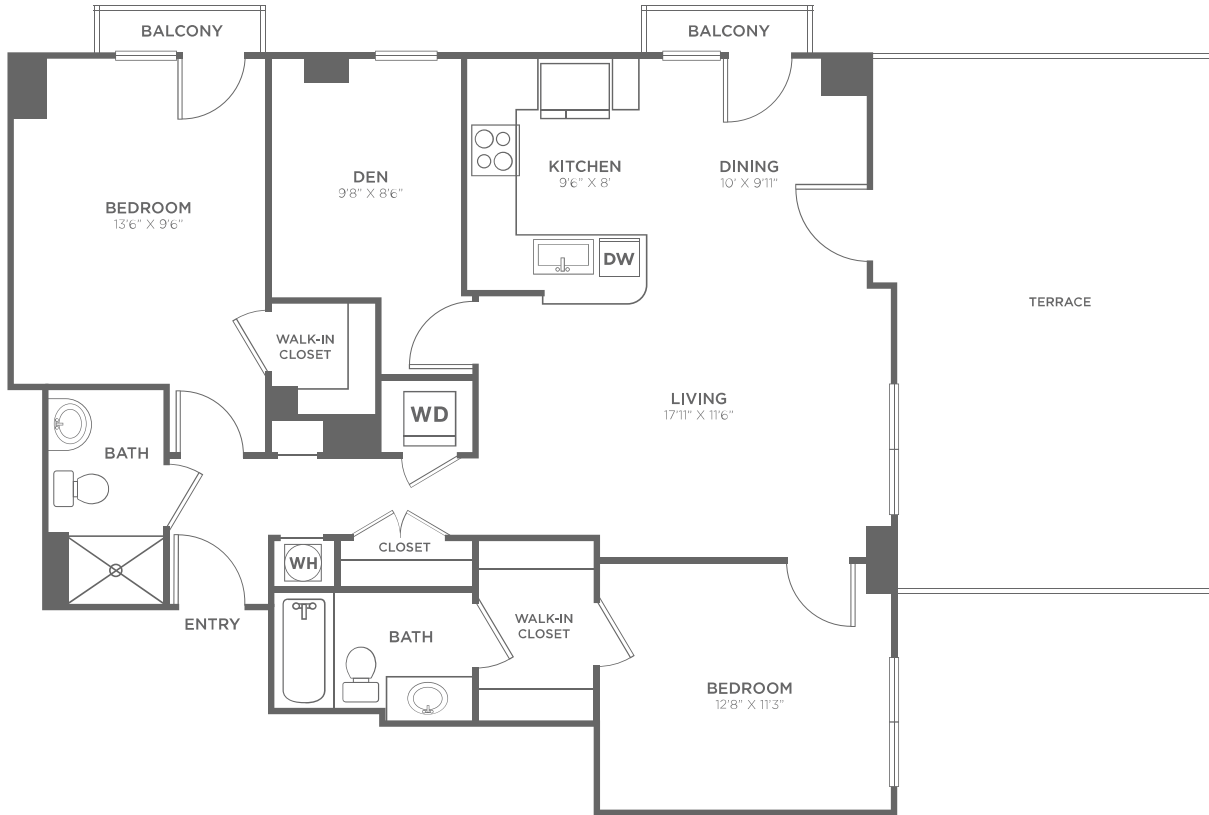 BALCONY
BALCONY
BEDROOM
13'6" X 9'6"
DEN
9'8" X 8'6"
KITCHEN
9'6" X 8'
DINING
10' X 9'11"
DW
TERRACE
WALK-IN
CLOSET
WD
LIVING
17'11" X 11'6"
BATH
WH
CLOSET
ENTRY
BATH
WALK-IN
CLOSET
BEDROOM
12'8" X 11'3"